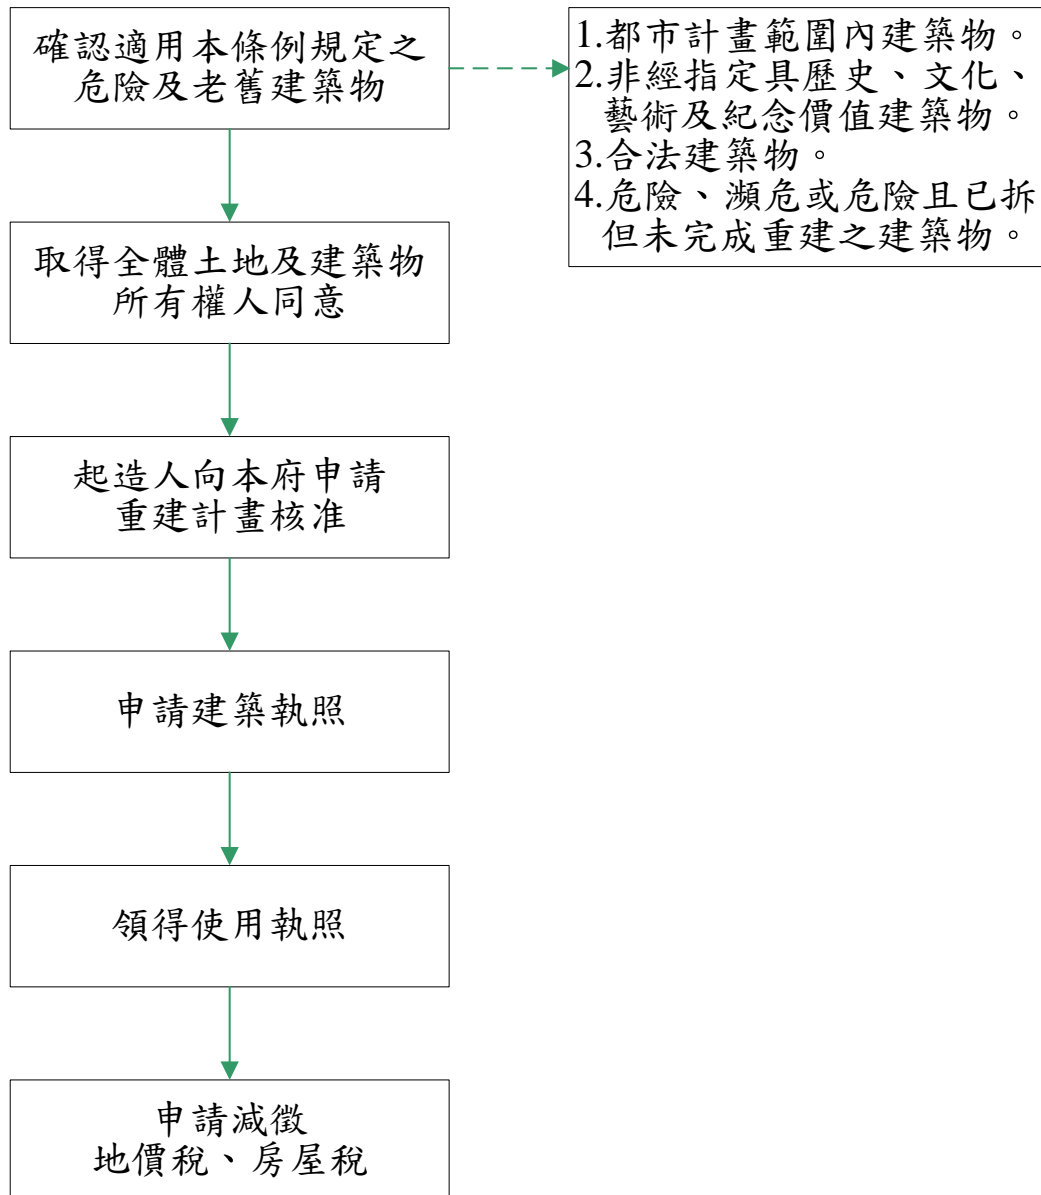 確認適用本條例規定之
危險及老舊建築物
1.都市計畫範圍內建築物。
2.非經指定具歷史、文化、
藝術及紀念價值建築物。
3.合法建築物。
4.危險、瀕危或危險且已拆
但未完成重建之建築物。
取得全體土地及建築物
所有權人同意
起造人向本府申請
重建計畫核准
申請建築執照
領得使用執照
申請減徵
地價稅、房屋稅